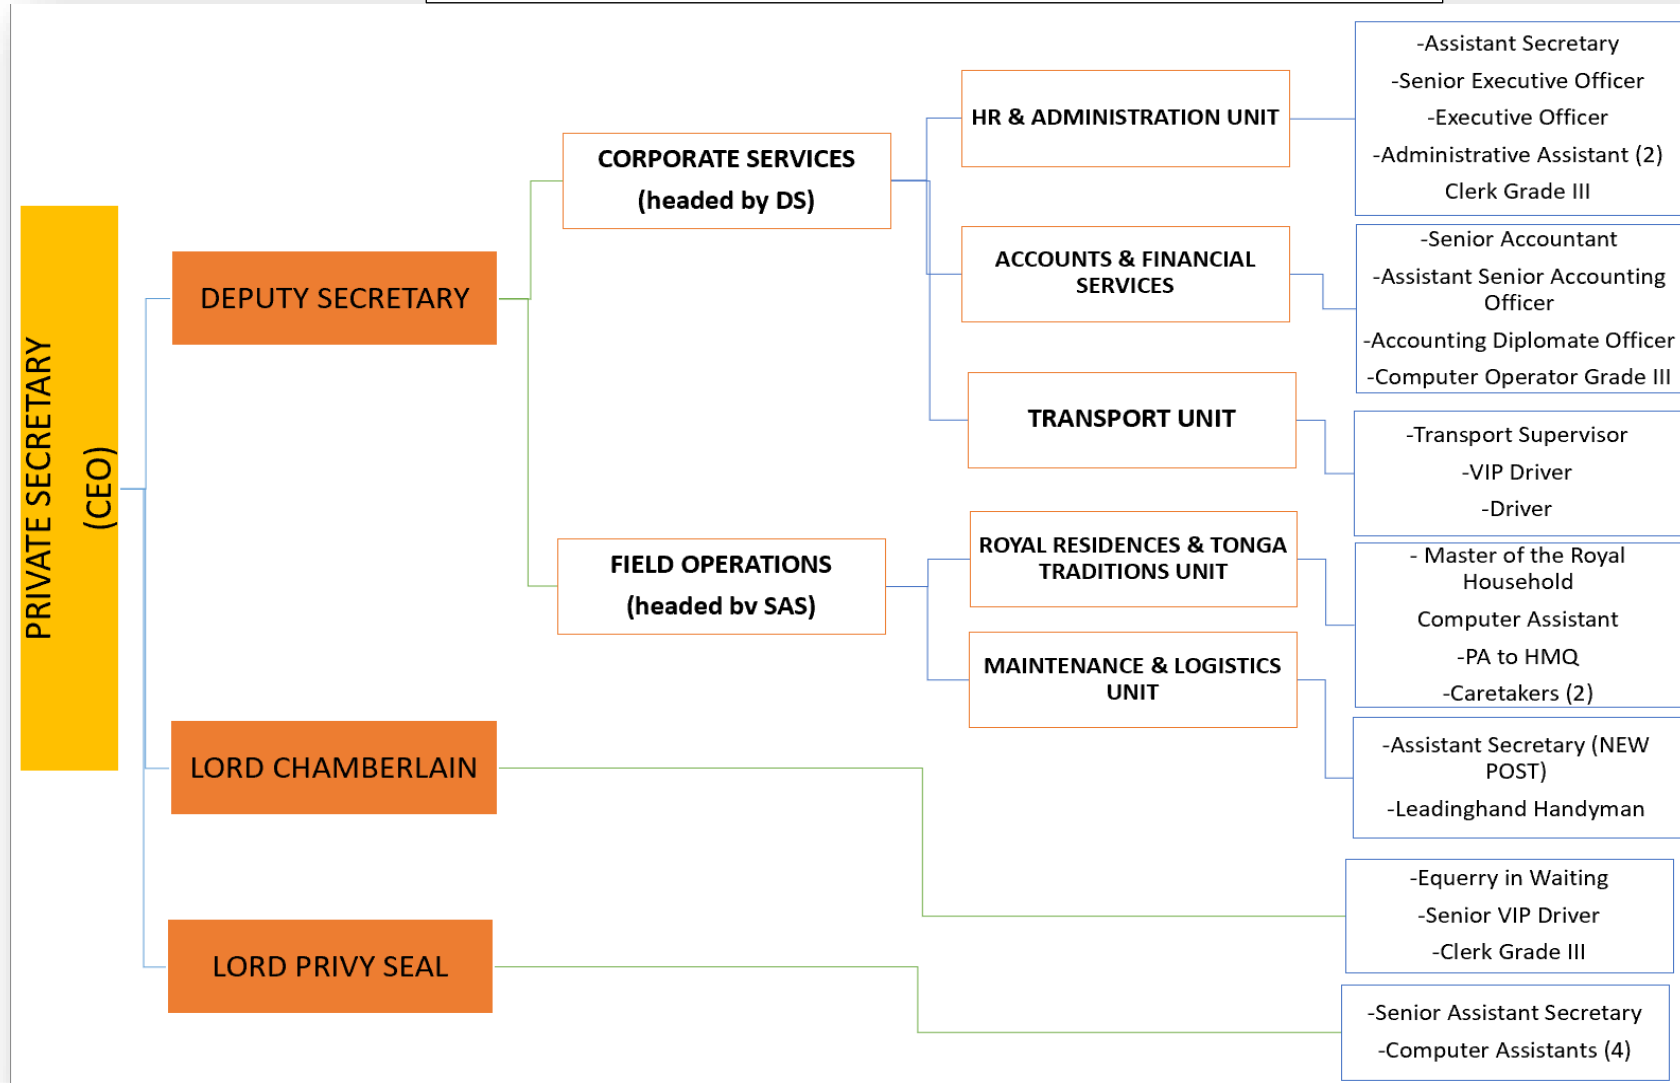 PRIVATE SECRETARY
(CEO)
DEPUTY SECRETARY
LORD CHAMBERLAIN
LORD PRIVY SEAL
CORPORATE SERVICES
(headed by DS)
FIELD OPERATIONS
(headed bv SAS)
HR & ADMINISTRATION UNIT
ACCOUNTS & FINANCIAL
SERVICES
TRANSPORT UNIT
ROYAL RESIDENCES & TONGA
TRADITIONS UNIT
MAINTENANCE & LOGISTICS
UNIT
-Assistant Secretary
-Senior Executive Officer
-Executive Officer
-Administrative Assistant (2)
Clerk Grade III
-Senior Accountant
-Assistant Senior Accounting
Officer
-Accounting Diplomate Officer
-Computer Operator Grade III
-Transport Supervisor
-VIP Driver
-Driver
- Master of the Royal
Household
Computer Assistant
-PA to HMQ
-Caretakers (2)
-Assistant Secretary (NEW
POST)
-Leadinghand Handyman
-Equerry in Waiting
-Senior VIP Driver
-Clerk Grade III
-Senior Assistant Secretary
-Computer Assistants (4)